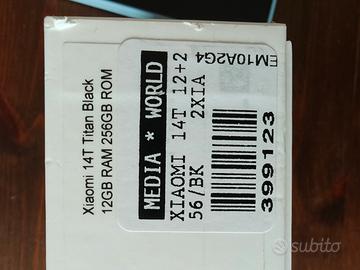 Xiaomi 14T Titan Black
12GB RAM 256GB ROM
MEDIA * WORLD
XIAOMI 14T 12+2
56/BK 2XIA
399123
EM10A2G4
subito